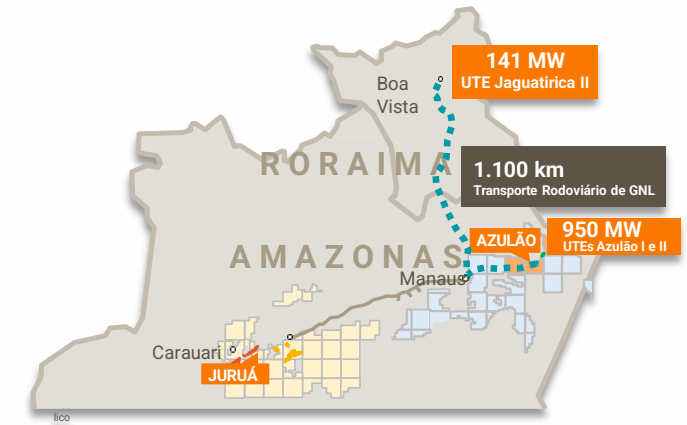 141 MW
UTE Jaguatirica II
Boa
Vista
RORAIMA
1.100 km
Transporte Rodoviário de GNL
950 MW
UTEs Azulão I e II
AZULÃO
AMAZONAS
Manaus
Carauari
JURUÁ
lico